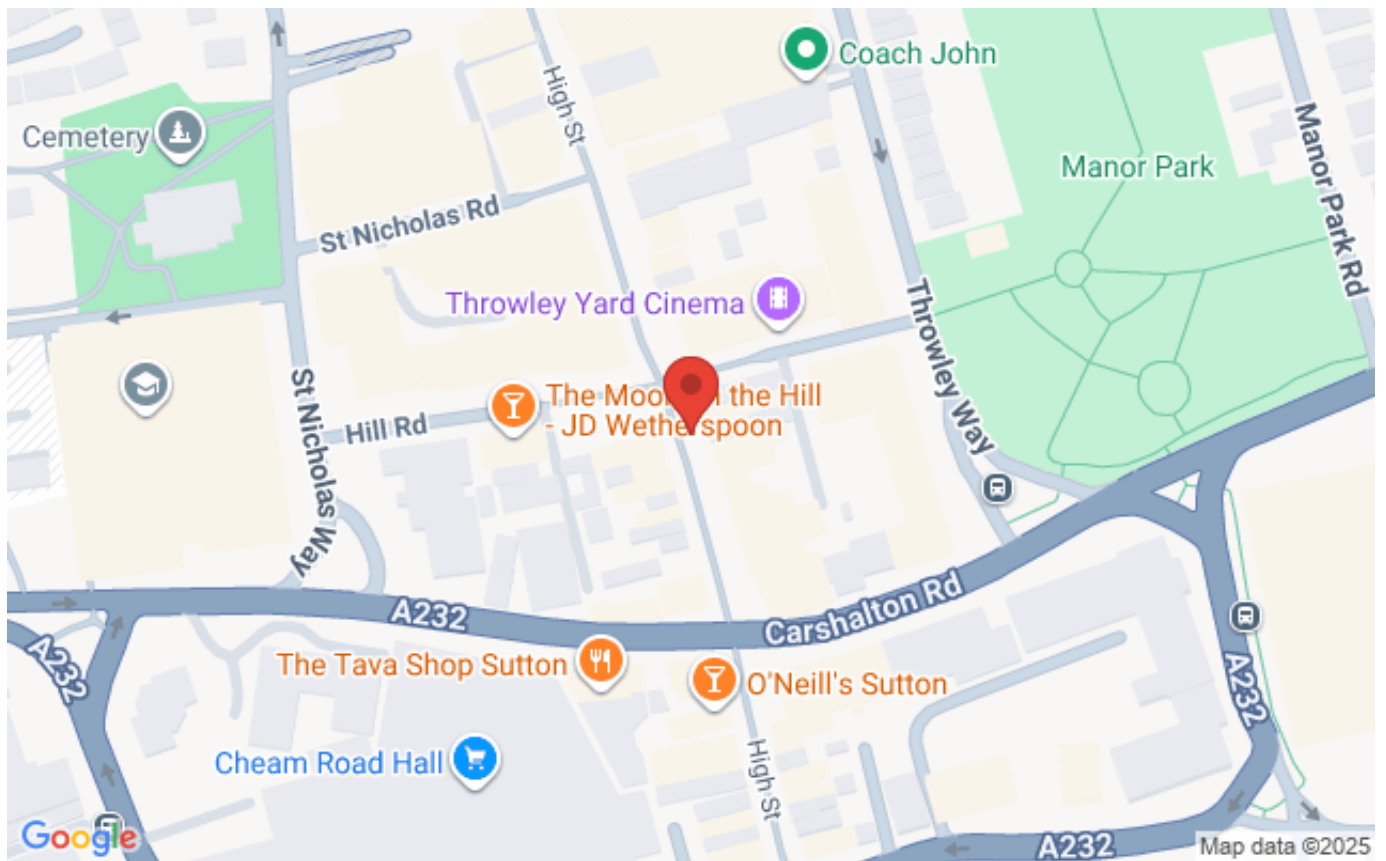 Coach John
High St
Cemetery
Manor Park
Manor Park Rd
St Nicholas Rd
Throwley Yard Cinema
Throwley Way
St Nicholas Way
Hill Rd
The Moon the Hill
- JD Wetherspoon
A232
Carshalton Rd
A232
The Tava Shop Sutton
O'Neill's Sutton
A232
Cheam Road Hall
High St
Google
A232
Map data ©2025